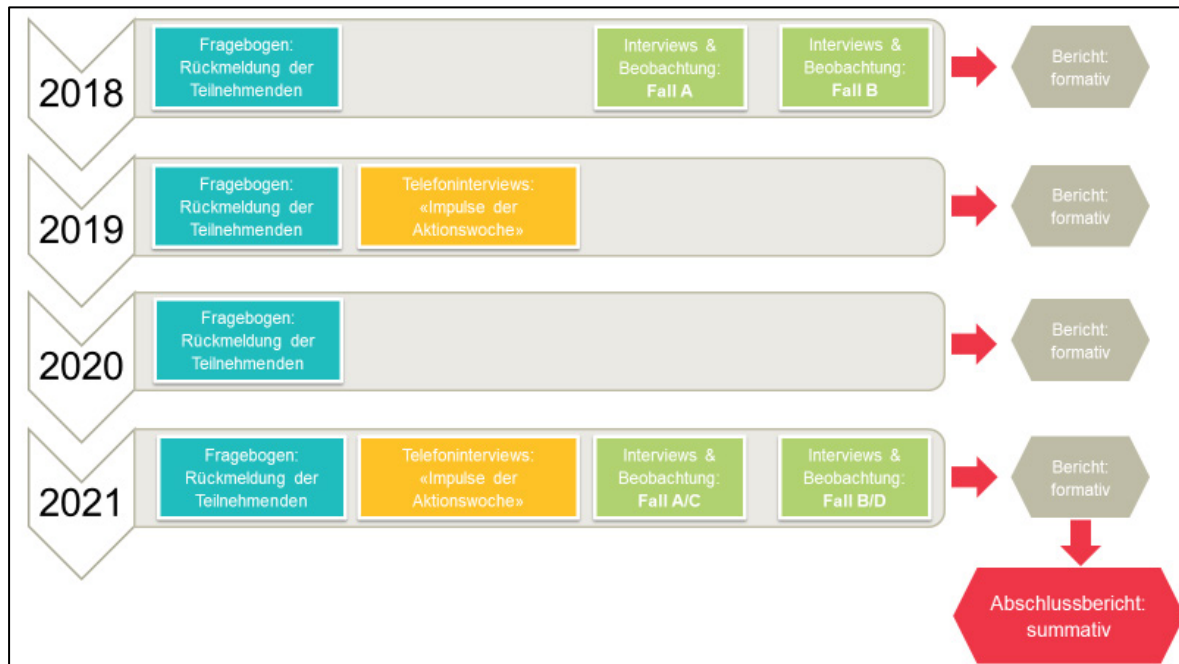 2018
Fragebogen:
Rückmeldung der
Teilnehmenden
Interviews &
Beobachtung:
Fall A
Interviews &
Beobachtung:
Fall B
Bericht:
formativ
2019
Fragebogen:
Rückmeldung der
Teilnehmenden
Telefoninterviews:
«Impulse der
Aktionswoche»
Bericht:
formativ
2020
Fragebogen:
Rückmeldung der
Teilnehmenden
Bericht:
formativ
2021
Fragebogen:
Rückmeldung der
Teilnehmenden
Telefoninterviews:
«Impulse der
Aktionswoche»
Interviews &
Beobachtung:
Fall A/C
Interviews &
Beobachtung:
Fall B/D
Bericht:
formativ
Abschlussbericht:
summativ